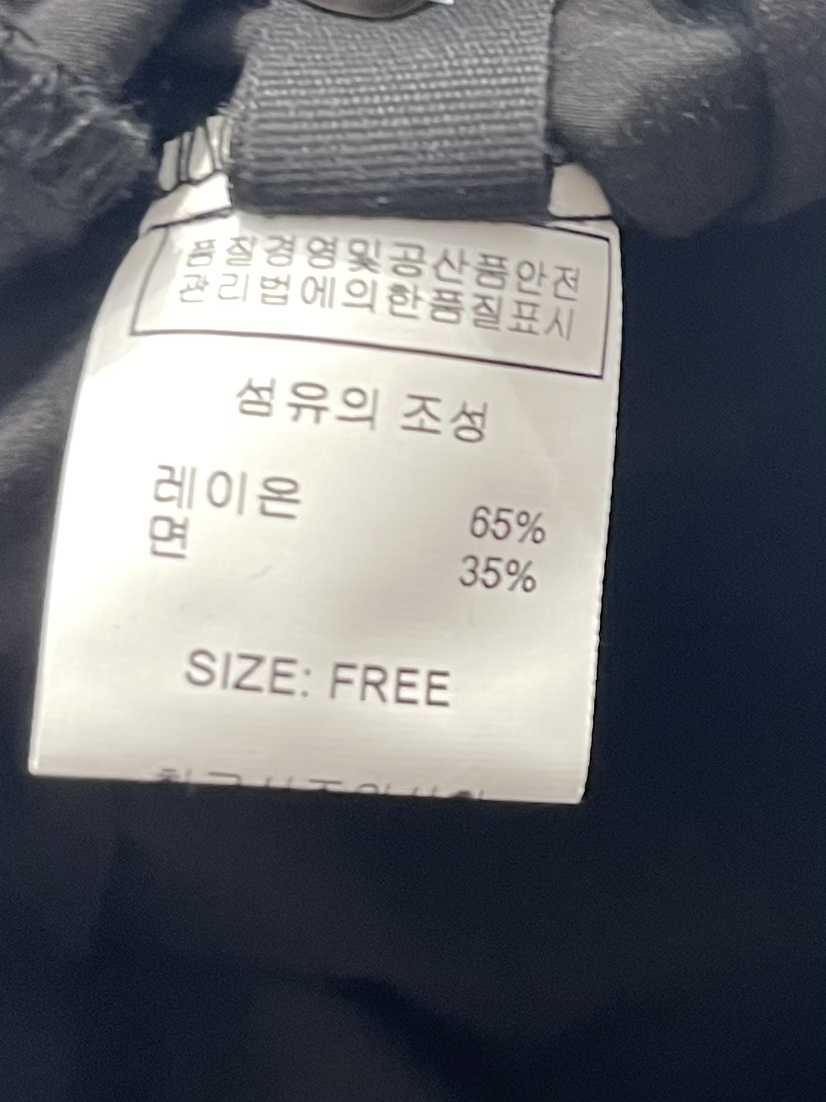 품질경영및공산품안전
관리법에의한품질표시
섬유의 조성
레이온 65%
면 35%
SIZE: FREE